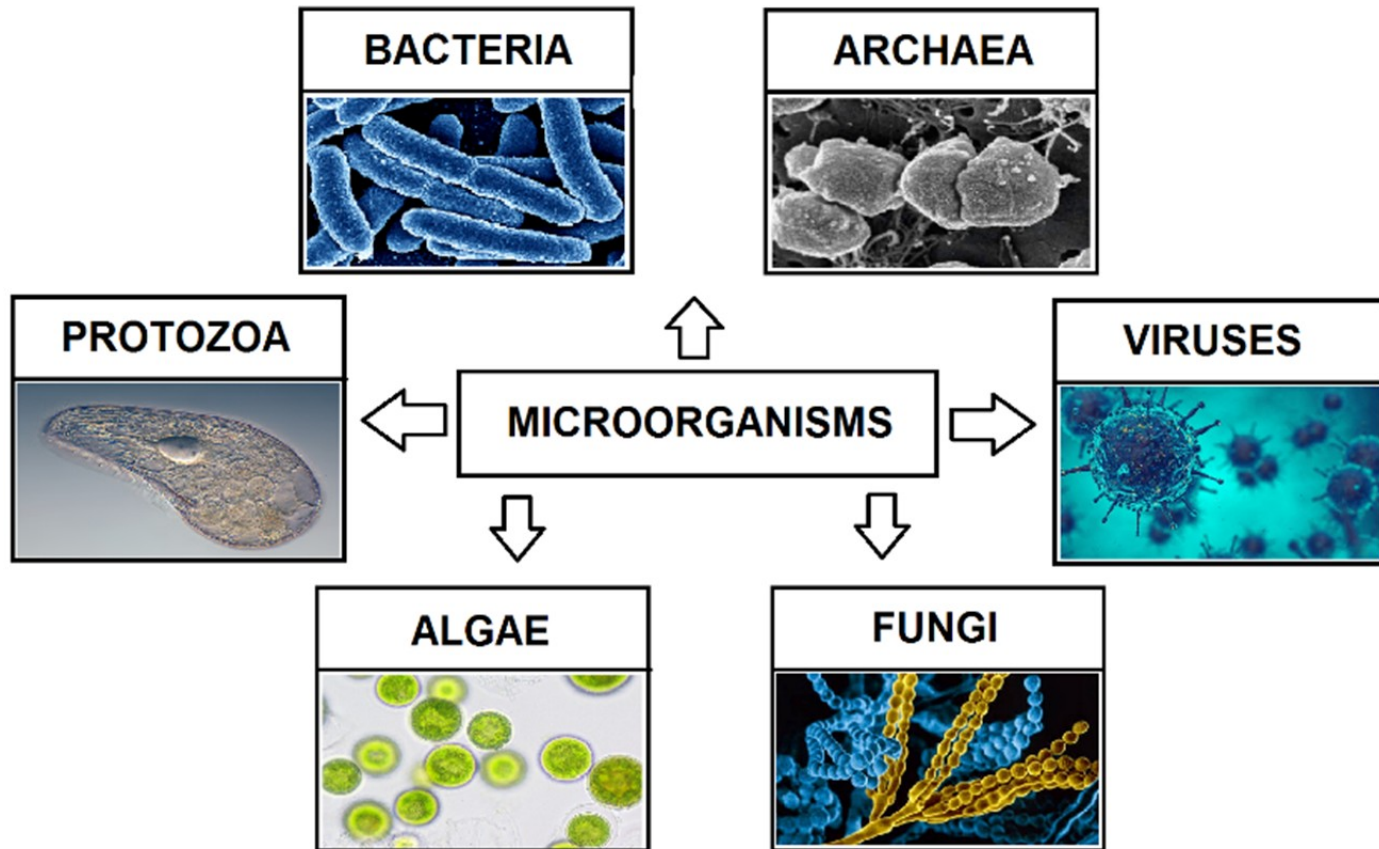 BACTERIA
ARCHAEA
PROTOZOA
MICROORGANISMS
VIRUSES
ALGAE
FUNGI